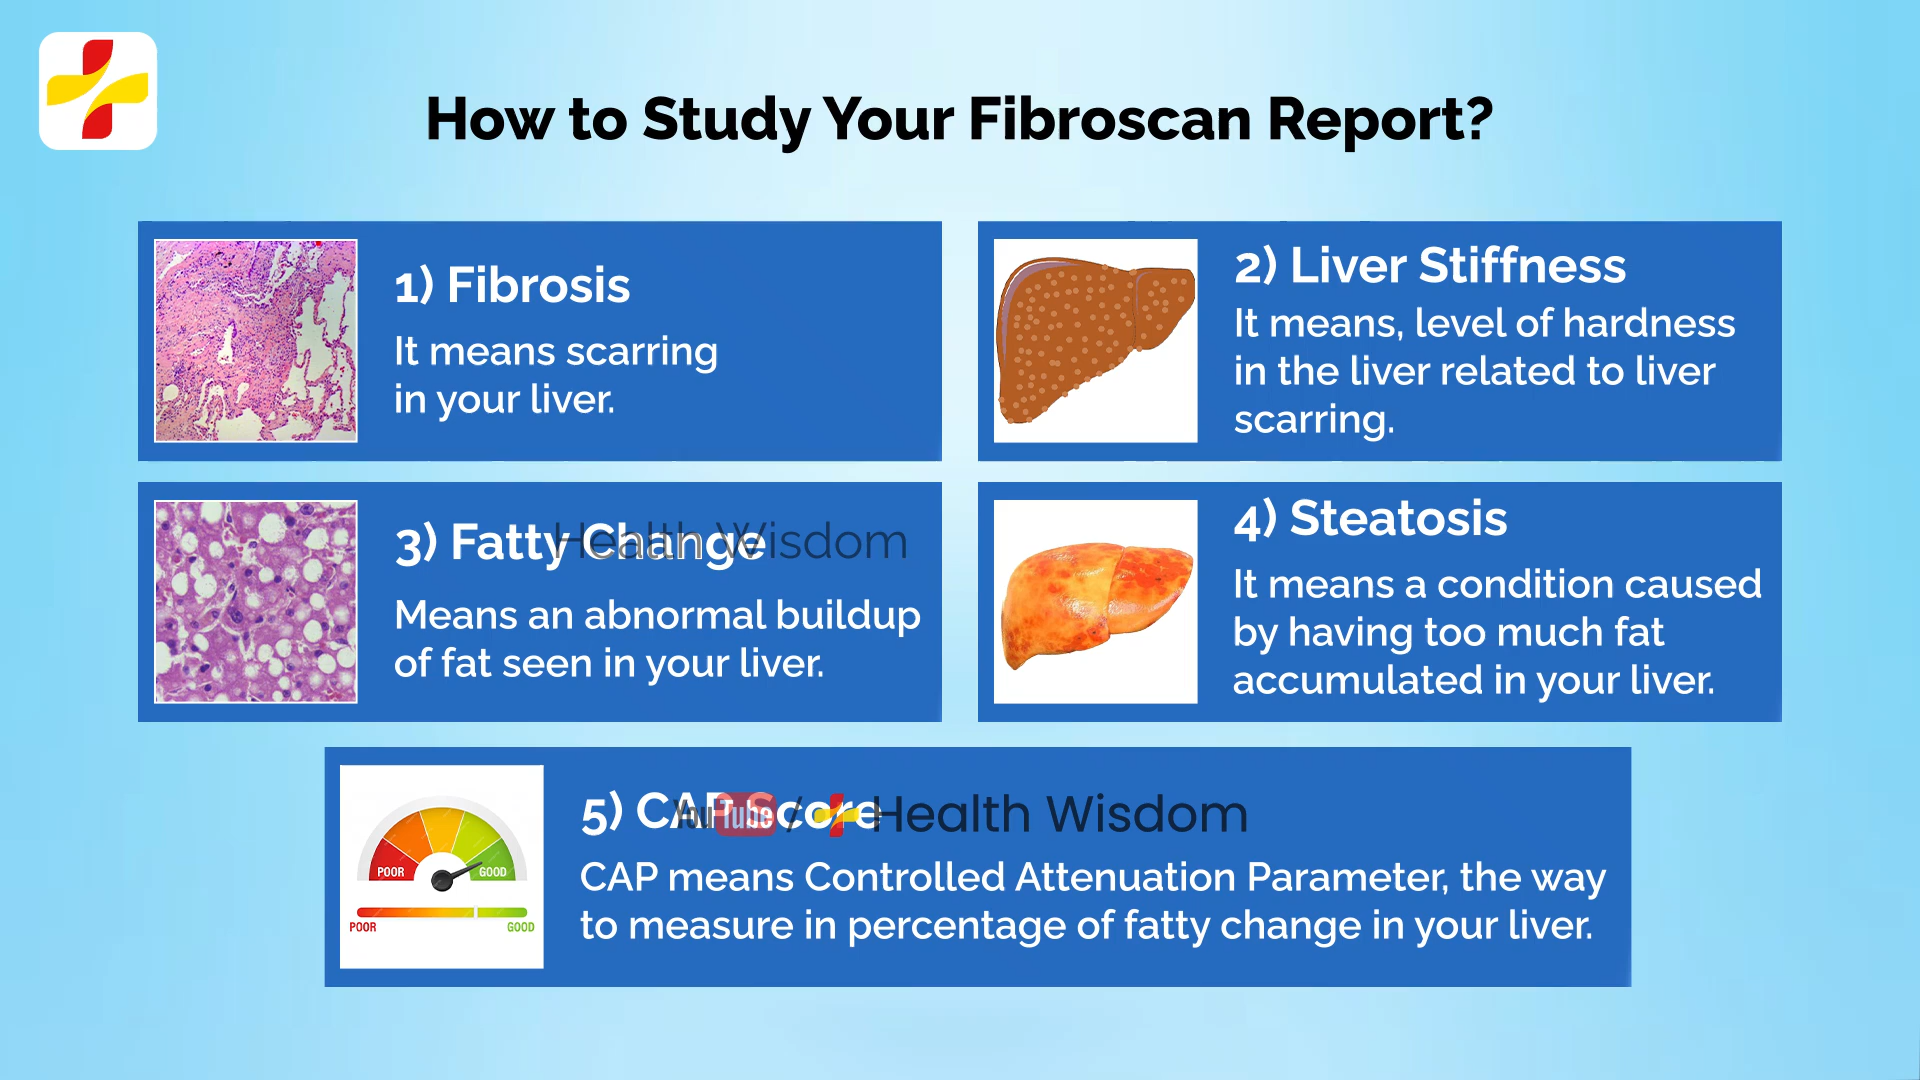 How to Study Your Fibroscan Report?
1) Fibrosis
It means scarring
in your liver.
2) Liver Stiffness
It means, level of hardness
in the liver related to liver
scarring.
3) Fatty Change
Health Wisdom
Means an abnormal buildup
of fat seen in your liver.
4) Steatosis
It means a condition caused
by having too much fat
accumulated in your liver.
POOR
GOOD
POOR
GOOD
5) CAP Score
YouTube / Health Wisdom
CAP means Controlled Attenuation Parameter, the way
to measure in percentage of fatty change in your liver.